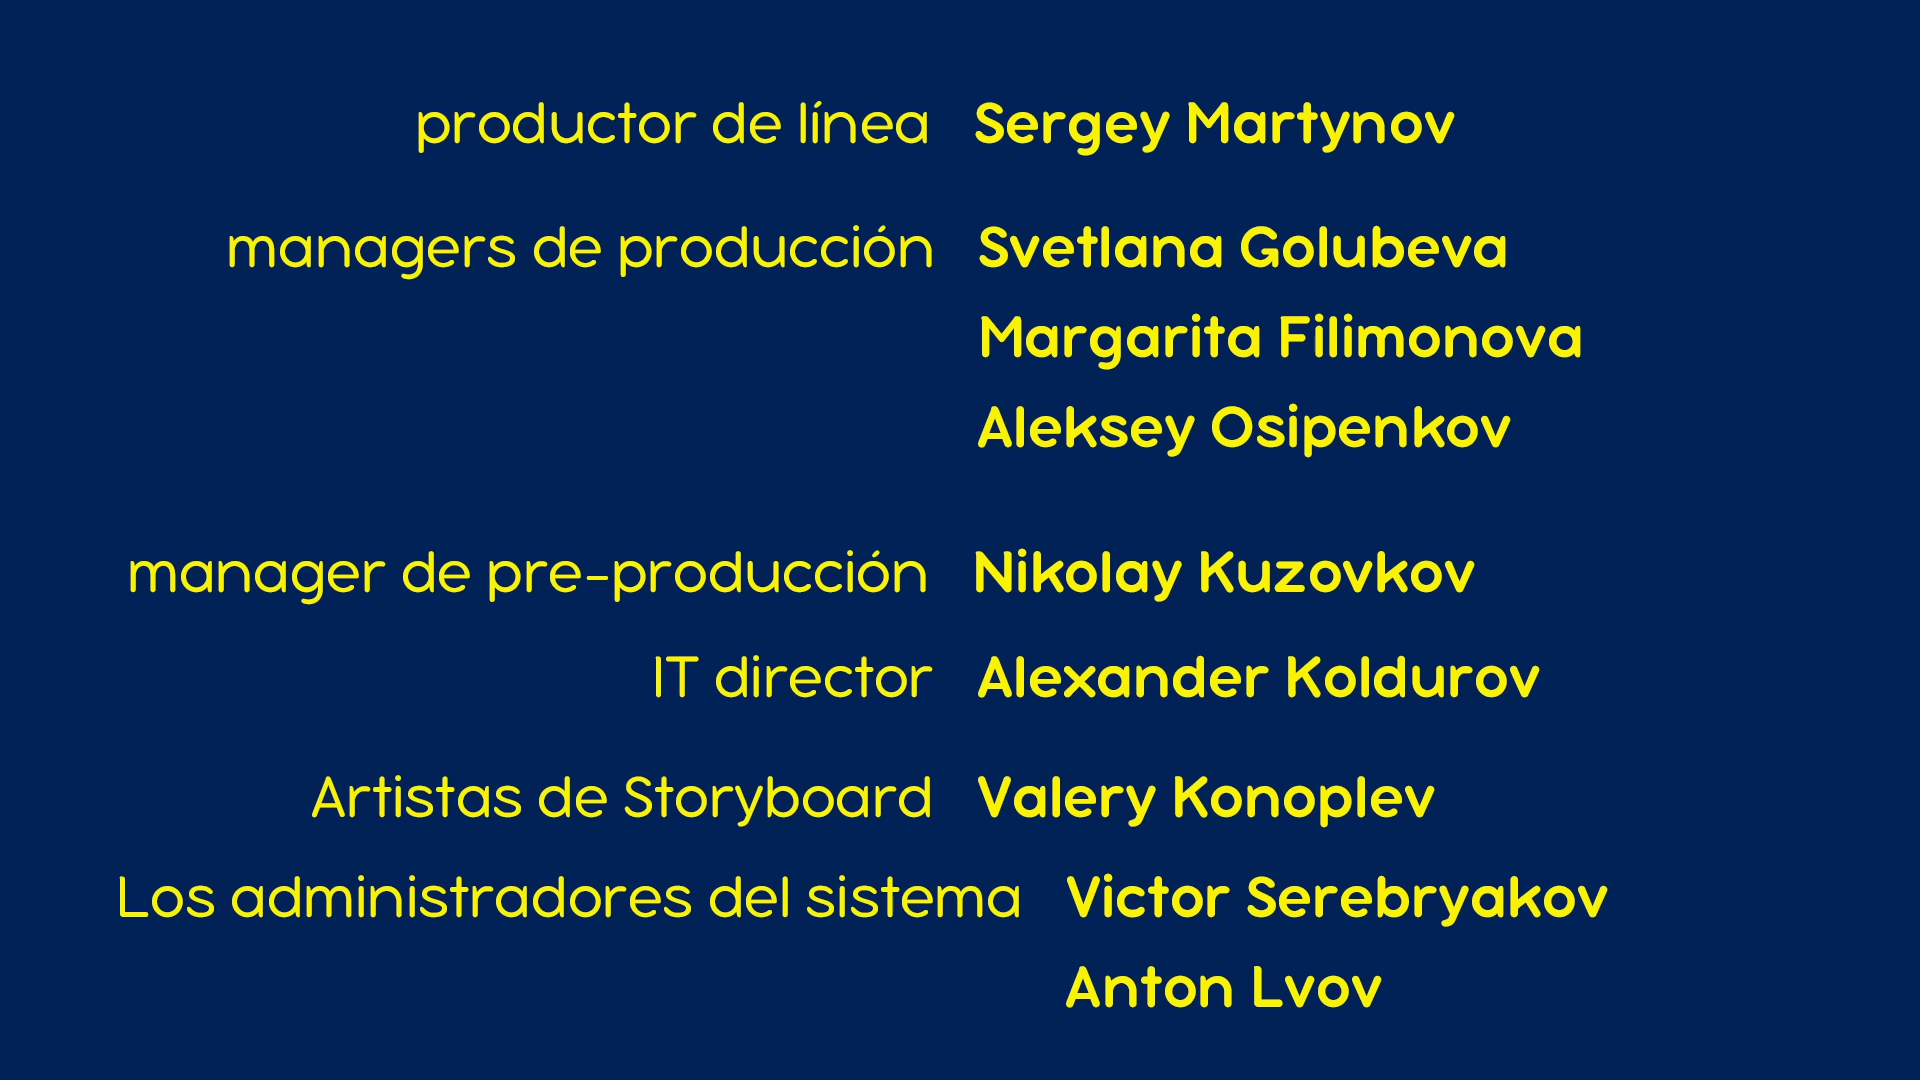 productor de línea Sergey Martynov
managers de producción Svetlana Golubeva
Margarita Filimonova
Aleksey Osipenkov
manager de pre-producción Nikolay Kuzovkov
IT director Alexander Koldurov
Artistas de Storyboard Valery Konoplev
Los administradores del sistema Victor Serebryakov
Anton Lvov